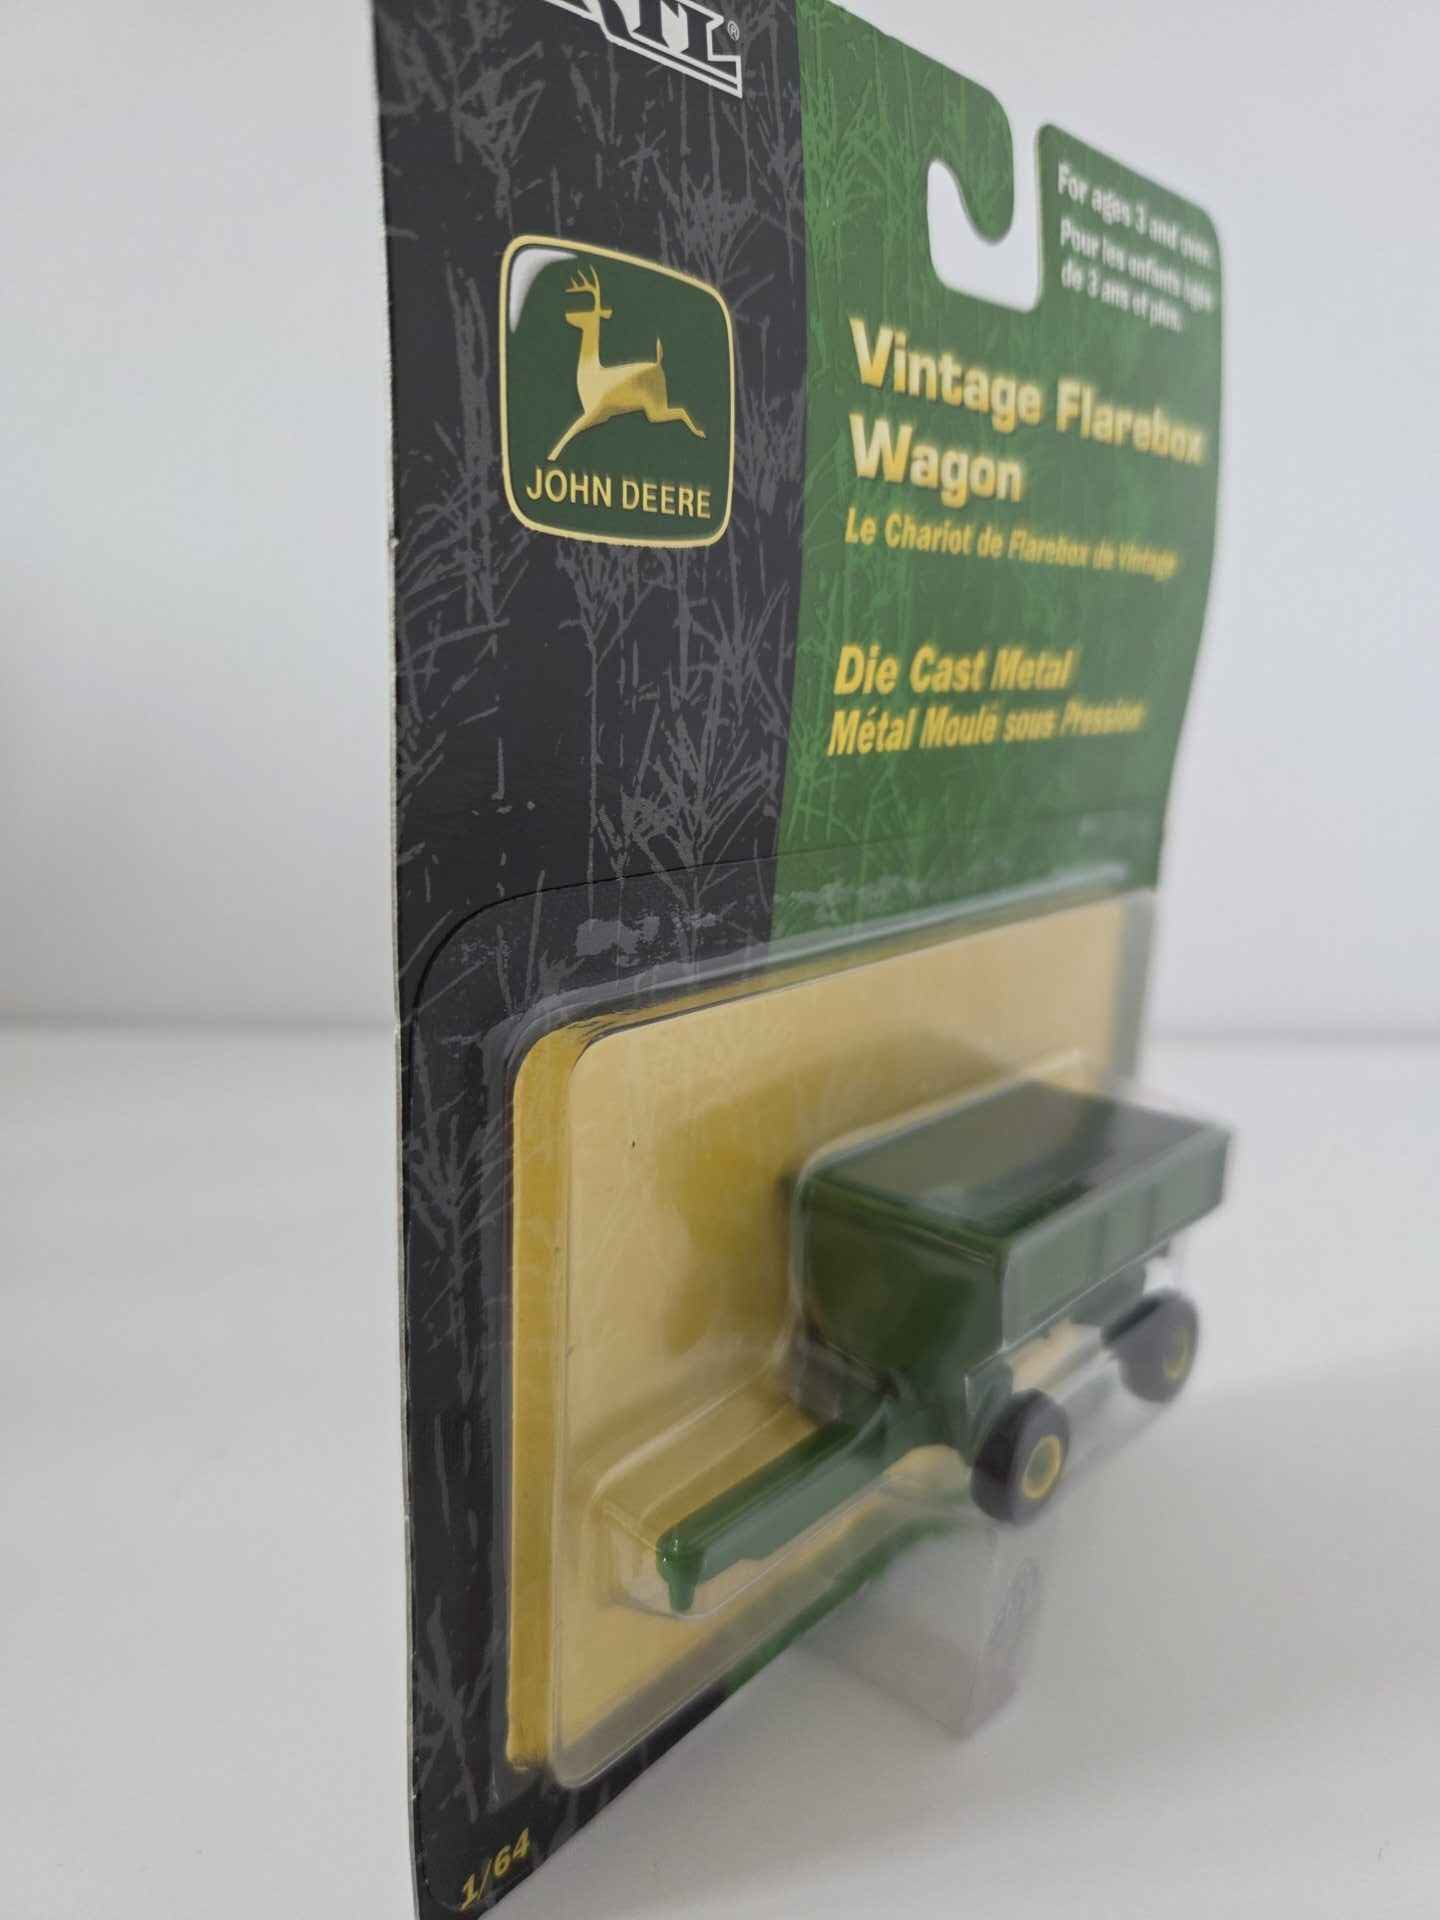 ®
JOHN DEERE
For ages 3 and over.
Pour les enfants âgés
de 3 ans et plus.
Vintage Flarebox
Wagon
Le Chariot de Flarebox de Vintage
Die Cast Metal
Métal Moulé sous Pression
1/64